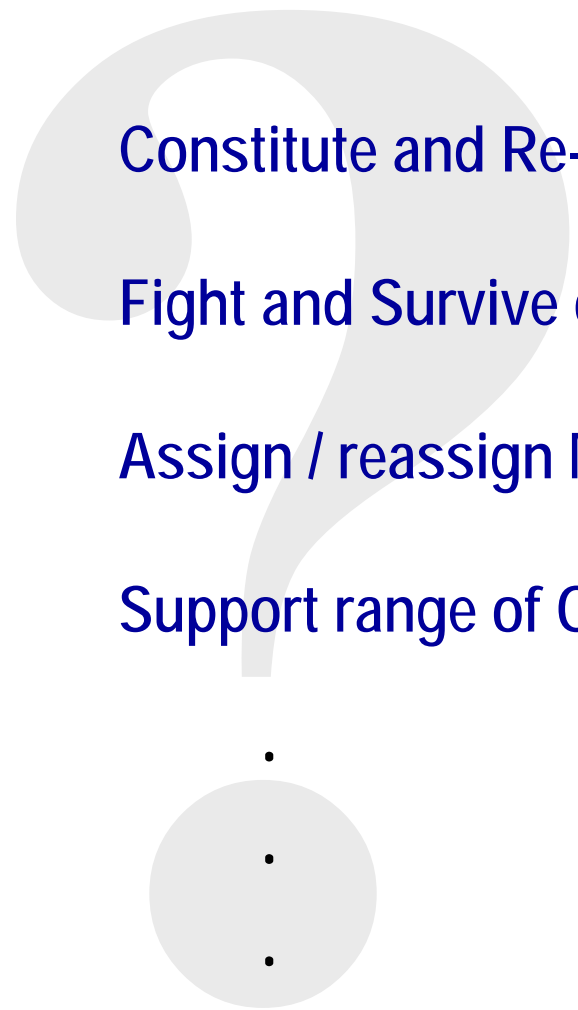 Constitute and Re-
Fight and Survive
Assign / reassign
Support range of
.
.
.